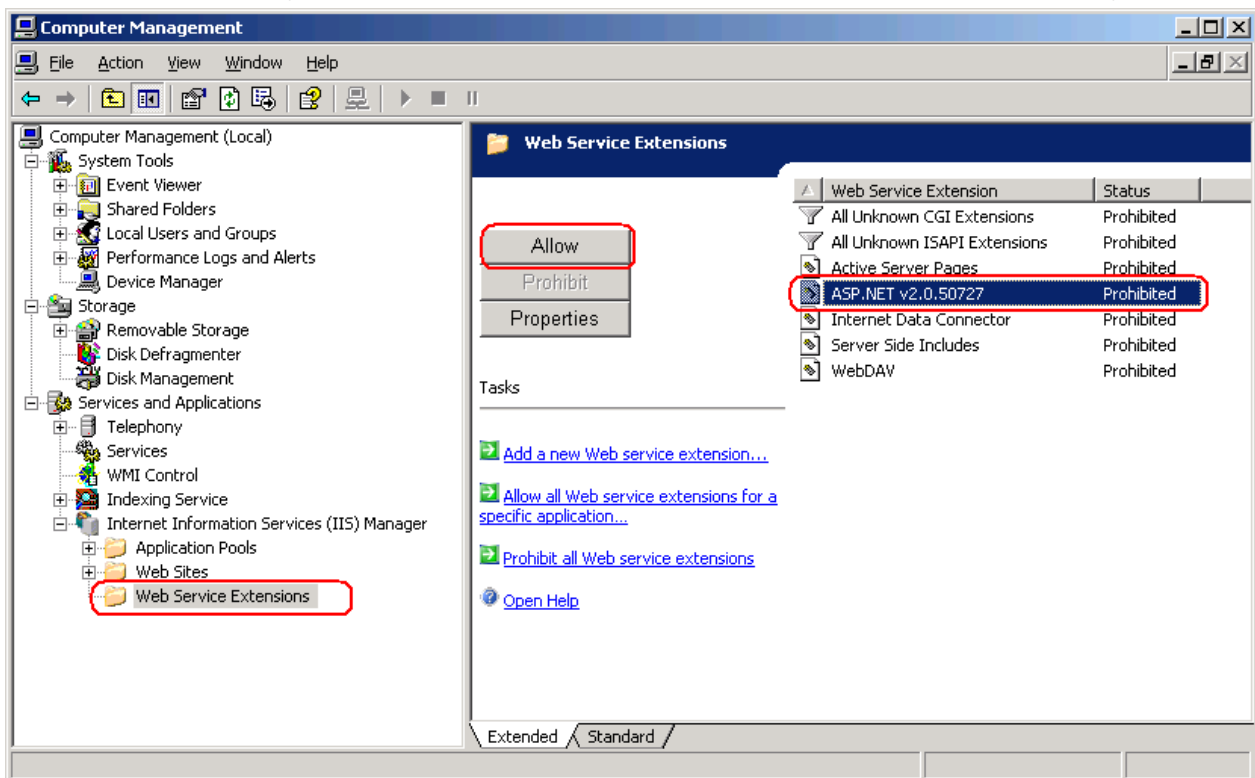 Computer Management
File Action View Window Help
Computer Management (Local)
System Tools
Event Viewer
Shared Folders
Local Users and Groups
Performance Logs and Alerts
Device Manager
Storage
Removable Storage
Disk Defragmenter
Disk Management
Services and Applications
Telephony
Services
WMI Control
Indexing Service
Internet Information Services (IIS) Manager
Application Pools
Web Sites
Web Service Extensions
Web Service Extensions
Allow
Prohibit
Properties
Tasks
Add a new Web service extension...
Allow all Web service extensions for a
specific application...
Prohibit all Web service extensions
Open Help
Web Service Extension Status
All Unknown CGI Extensions Prohibited
All Unknown ISAPI Extensions Prohibited
Active Server Pages Prohibited
ASP.NET v2.0.50727 Prohibited
Internet Data Connector Prohibited
Server Side Includes Prohibited
WebDAV Prohibited
Extended Standard